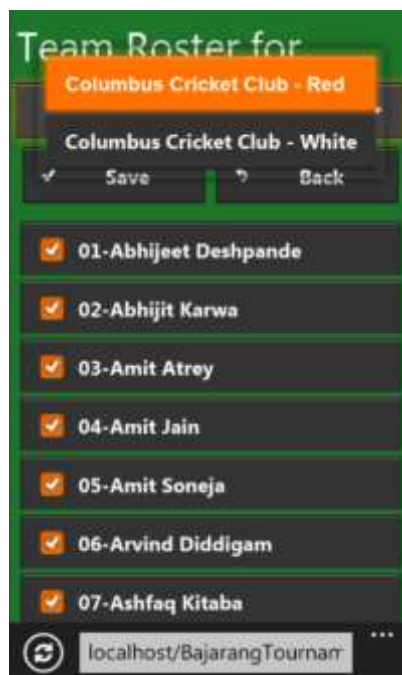 Team Roster for
Columbus Cricket Club - Red
Columbus Cricket Club - White
Save
Back
01-Abhijeet Deshpande
02-Abhijit Karwa
03-Amit Atrey
04-Amit Jain
05-Amit Soneja
06-Arvind Diddigam
07-Ashfaq Kitaba
localhost/BajarangTournam